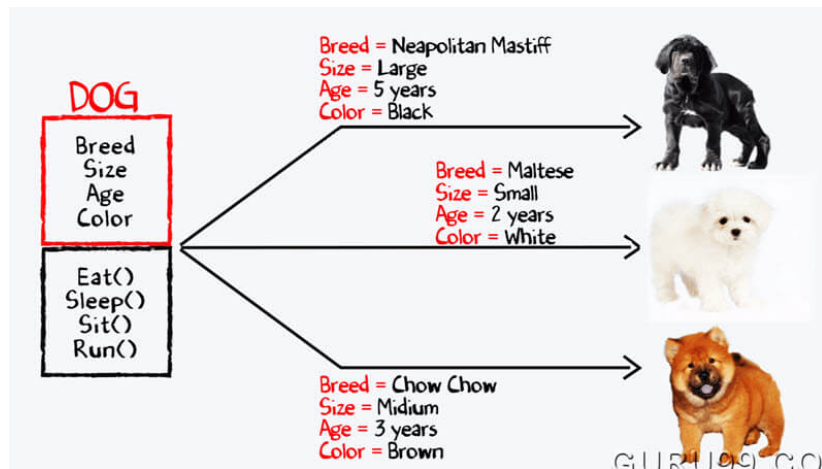 DOG
Breed
Size
Age
Color
Eat()
Sleep()
Sit()
Run()
Breed = Neapolitan Mastiff
Size = Large
Age = 5 years
Color = Black
Breed = Maltese
Size = Small
Age = 2 years
Color = White
Breed = Chow Chow
Size = Midium
Age = 3 years
Color = Brown
GURU99.CO